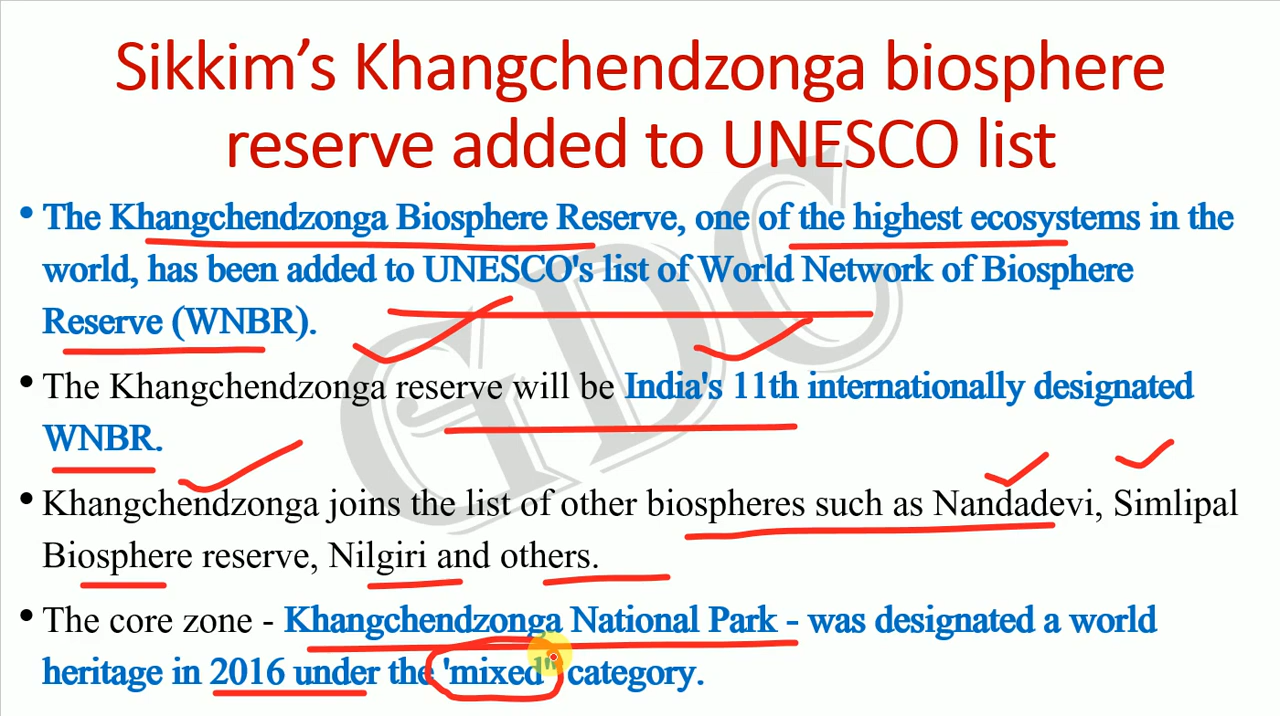 Sikkim’s Khangchendzonga biosphere
reserve added to UNESCO list
GDC
• The Khangchendzonga Biosphere Reserve, one of the highest ecosystems in the
world, has been added to UNESCO's list of World Network of Biosphere
Reserve (WNBR).
• The Khangchendzonga reserve will be India's 11th internationally designated
WNBR.
• Khangchendzonga joins the list of other biospheres such as Nandadevi, Simlipal
Biosphere reserve, Nilgiri and others.
• The core zone - Khangchendzonga National Park - was designated a world
heritage in 2016 under the 'mixed" category.